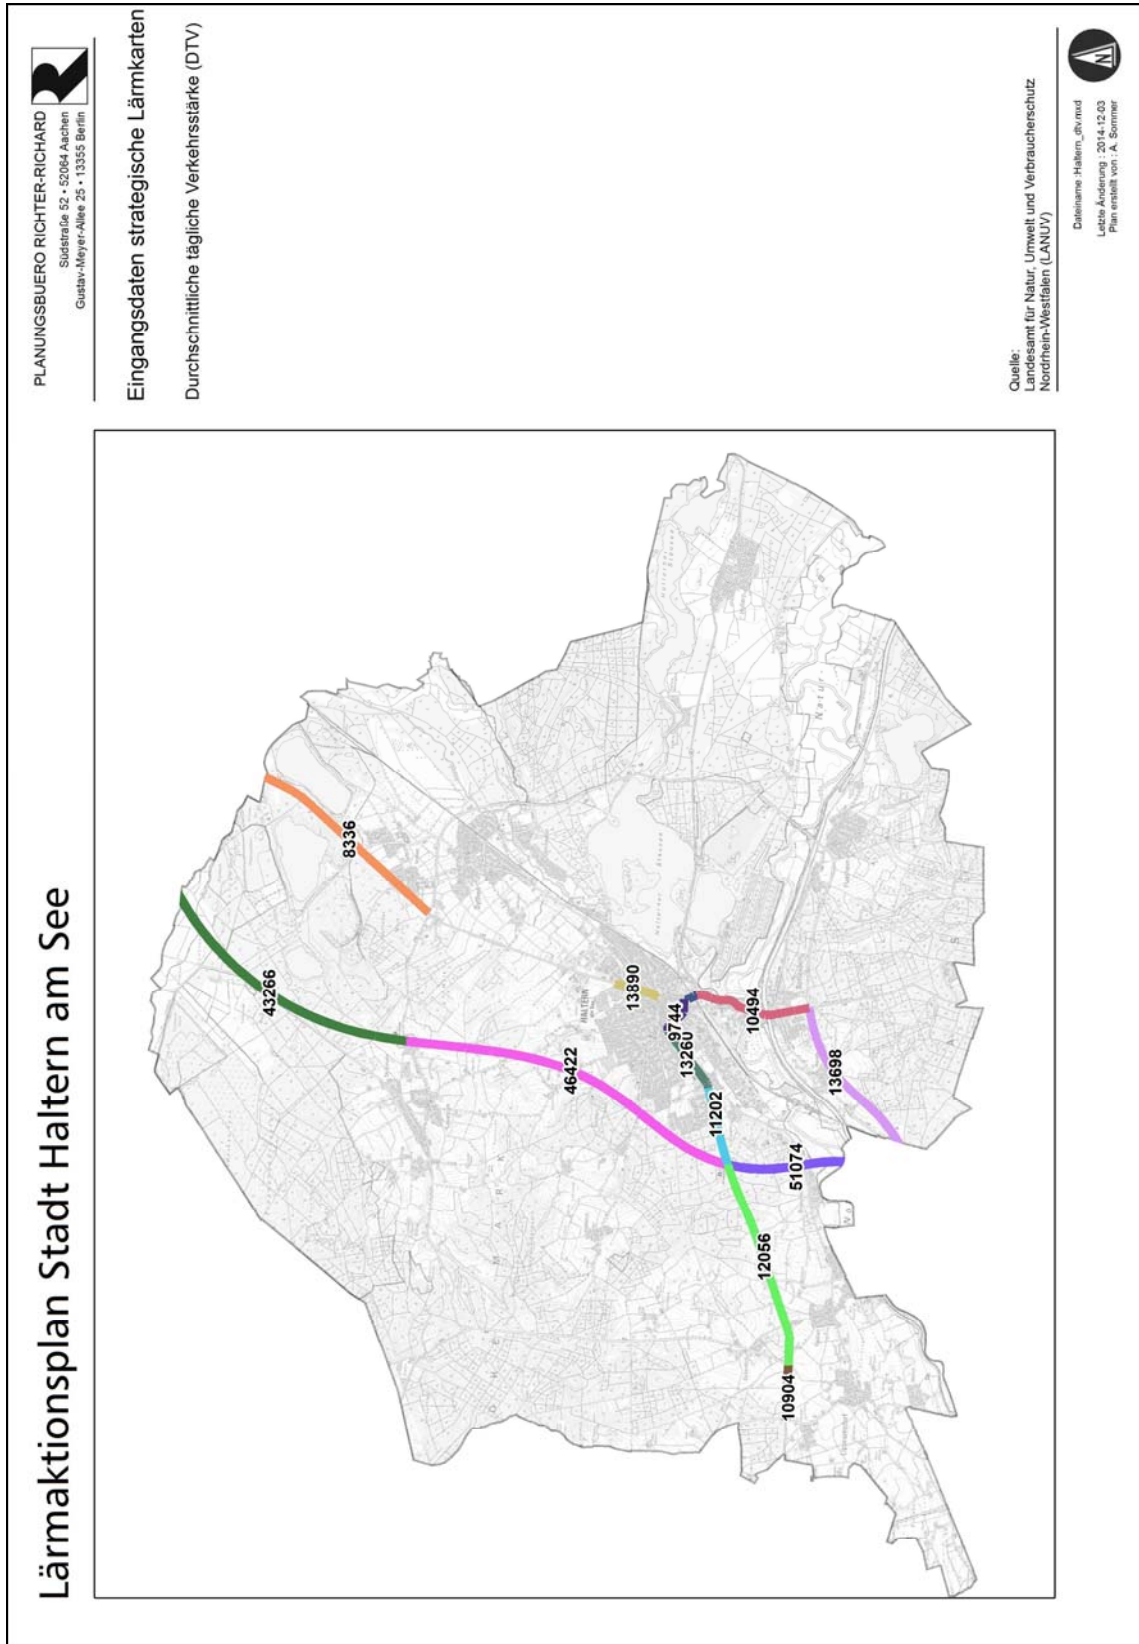 Lärmaktionsplan Stadt Haltern am See
PLANUNGSBUERO RICHTER-RICHARD
Südstraße 52 • 52064 Aachen
Gustav-Meyer-Allee 25 • 13355 Berlin
Eingangsdaten strategische Lärmkarten
Durchschnittliche tägliche Verkehrsstärke (DTV)
43266
8336
46422
HALTERN
13890
9744
13260
11202
10494
13698
51074
12056
10904
Natur-
Quelle:
Landesamt für Natur, Umwelt und Verbraucherschutz
Nordrhein-Westfalen (LANUV)
N
Dateiname :Haltern_dtv.mxd
Letzte Änderung : 2014-12-03
Plan erstellt von : A. Sommer